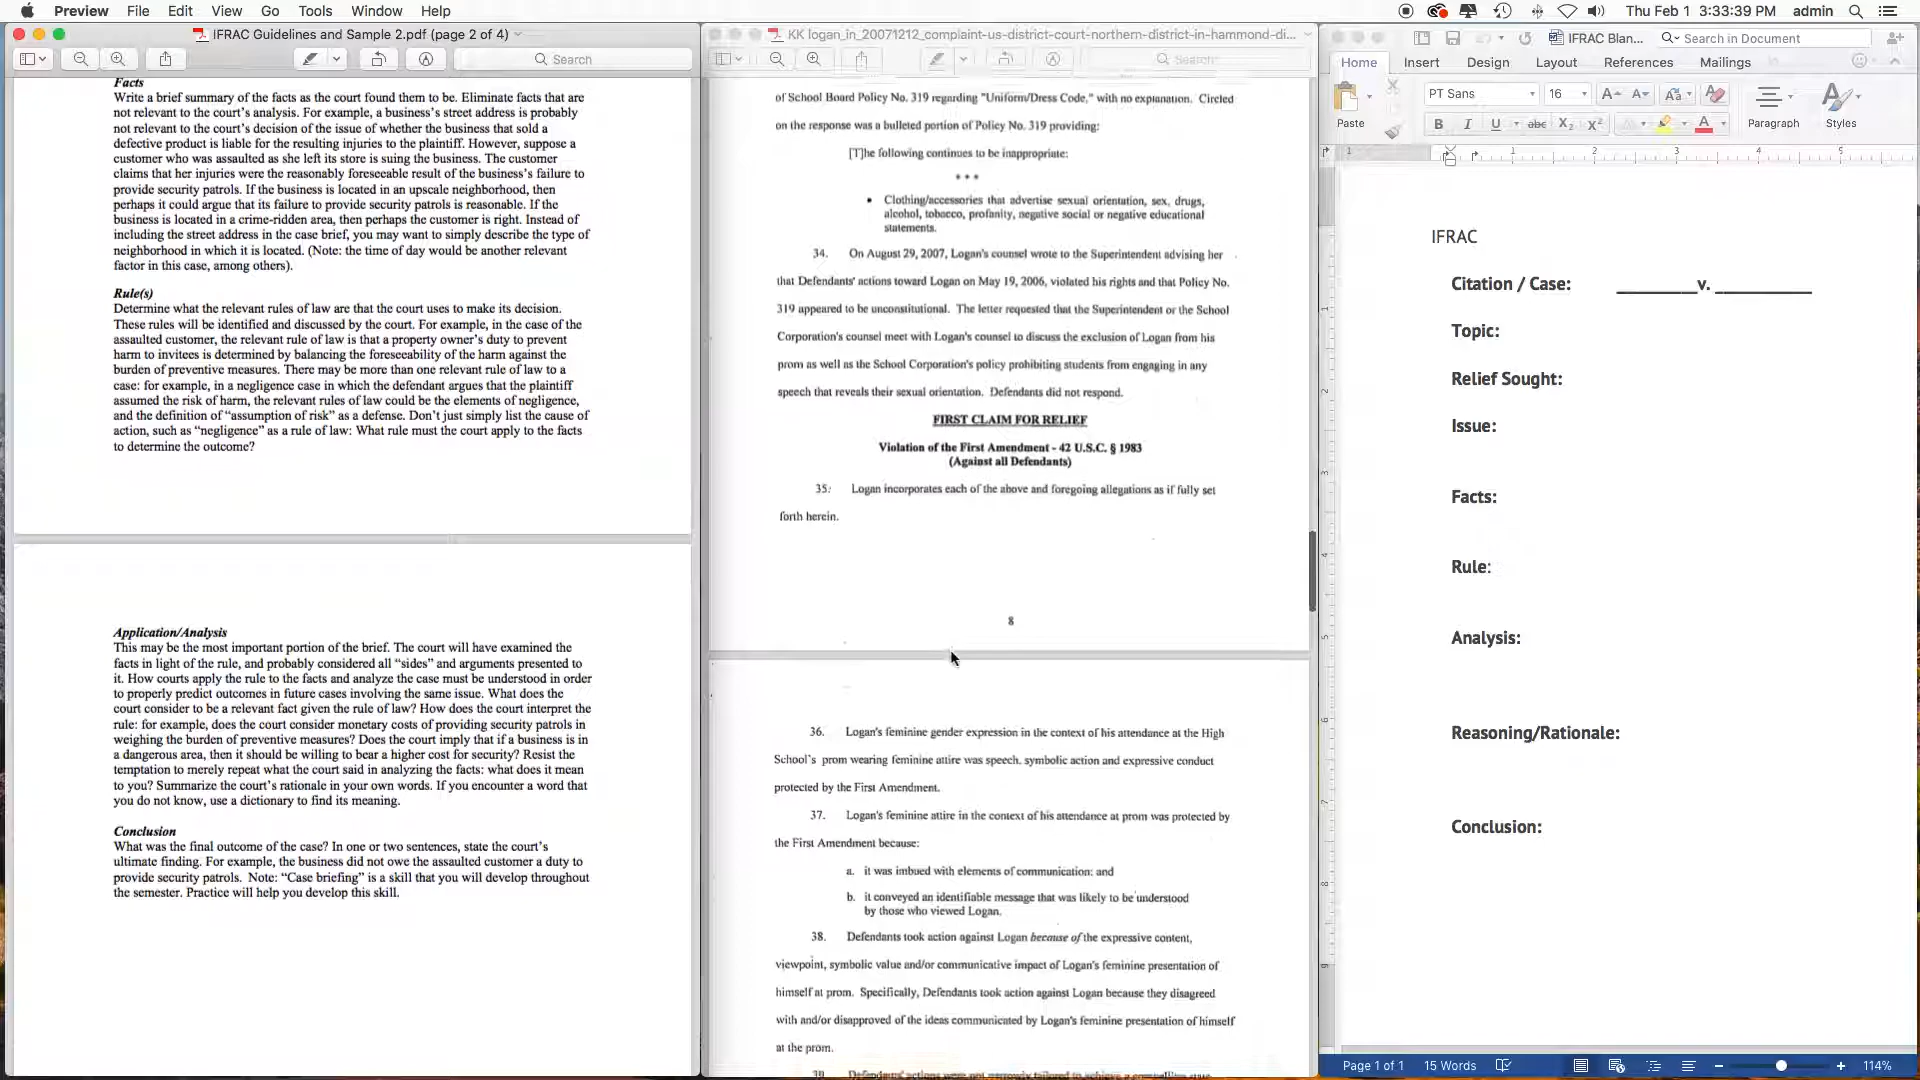 Preview File Edit View Go Tools Window Help
Thu Feb 1 3:33:39 PM admin
IFRAC Guidelines and Sample 2.pdf (page 2 of 4)
Search
Facts
Write a brief summary of the facts as the court found them to be. Eliminate facts that are
not relevant to the court's analysis. For example, a business's street address is probably
not relevant to the court's decision of the issue of whether the business that sold a
defective product is liable for the resulting injuries to the plaintiff. However, suppose a
customer who was assaulted as she left its store is suing the business. The customer
claims that her injuries were the reasonably foreseeable result of the business's failure to
provide security patrols. If the business is located in an upscale neighborhood, then
perhaps it could argue that its failure to provide security patrols is reasonable. If the
business is located in a crime-ridden area, then perhaps the customer is right. Instead of
including the street address in the case brief, you may want to simply describe the type of
neighborhood in which it is located. (Note: the time of day would be another relevant
factor in this case, among others).
Rule(s)
Determine what the relevant rules of law are that the court uses to make its decision.
These rules will be identified and discussed by the court. For example, in the case of the
assaulted customer, the relevant rule of law is that a property owner's duty to prevent
harm to invitees is determined by balancing the foreseeability of the harm against the
burden of preventive measures. There may be more than one relevant rule of law to a
case: for example, in a negligence case in which the defendant argues that the plaintiff
assumed the risk of harm, the relevant rules of law could be the elements of negligence,
and the definition of "assumption of risk" as a defense. Don't just simply list the cause of
action, such as "negligence" as a rule of law: What rule must the court apply to the facts
to determine the outcome?
Application/Analysis
This may be the most important portion of the brief. The court will have examined the
facts in light of the rule, and probably considered all "sides" and arguments presented to
it. How courts apply the rule to the facts and analyze the case must be understood in order
to properly predict outcomes in future cases involving the same issue. What does the
court consider to be a relevant fact given the rule of law? How does the court interpret the
rule: for example, does the court consider monetary costs of providing security patrols in
weighing the burden of preventive measures? Does the court imply that if a business is in
a dangerous area, then it should be willing to bear a higher cost for security? Resist the
temptation to merely repeat what the court said in analyzing the facts: what does it mean
to you? Summarize the court's rationale in your own words. If you encounter a word that
you do not know, use a dictionary to find its meaning.
Conclusion
What was the final outcome of the case? In one or two sentences, state the court's
ultimate finding. For example, the business did not owe the assaulted customer a duty to
provide security patrols. Note: "Case briefing" is a skill that you will develop throughout
the semester. Practice will help you develop this skill.
KK logan_in_20071212_complaint-us-district-court-northern-district-in-hammond-di...
Search
of School Board Policy No. 319 regarding "Uniform/Dress Code," with no explanation. Circled
on the response was a bulleted portion of Policy No. 319 providing:
[T]he following continues to be inappropriate:
* * *
• Clothing/accessories that advertise sexual orientation, sex, drugs,
alcohol, tobacco, profanity, negative social or negative educational
statements.
34. On August 29, 2007, Logan's counsel wrote to the Superintendent advising her
that Defendants' actions toward Logan on May 19, 2006, violated his rights and that Policy No.
319 appeared to be unconstitutional. The letter requested that the Superintendent or the School
Corporation's counsel meet with Logan's counsel to discuss the exclusion of Logan from his
prom as well as the School Corporation's policy prohibiting students from engaging in any
speech that reveals their sexual orientation. Defendants did not respond.
FIRST CLAIM FOR RELIEF
Violation of the First Amendment - 42 U.S.C. § 1983
(Against all Defendants)
35. Logan incorporates each of the above and foregoing allegations as if fully set
forth herein.
8
36. Logan's feminine gender expression in the context of his attendance at the High
School's prom wearing feminine attire was speech, symbolic action and expressive conduct
protected by the First Amendment.
37. Logan's feminine attire in the context of his attendance at prom was protected by
the First Amendment because:
a. it was imbued with elements of communication: and
b. it conveyed an identifiable message that was likely to be understood
by those who viewed Logan.
38. Defendants took action against Logan because of the expressive content,
viewpoint, symbolic value and/or communicative impact of Logan's feminine presentation of
himself at prom. Specifically, Defendants took action against Logan because they disagreed
with and/or disapproved of the ideas communicated by Logan's feminine presentation of himself
at the prom.
39. Defendants' actions were not narrowly tailored to achieve a
IFRAC Blan...
Search in Document
Home Insert Design Layout References Mailings
Paste
PT Sans 16
B I U abc X2 X2 A
Paragraph
Styles
1 1 2 3 4 5
1 2 3 4 5 6 7 8 9
IFRAC
Citation / Case: __________v. ____________
Topic:
Relief Sought:
Issue:
Facts:
Rule:
Analysis:
Reasoning/Rationale:
Conclusion:
Page 1 of 1 15 Words 114%